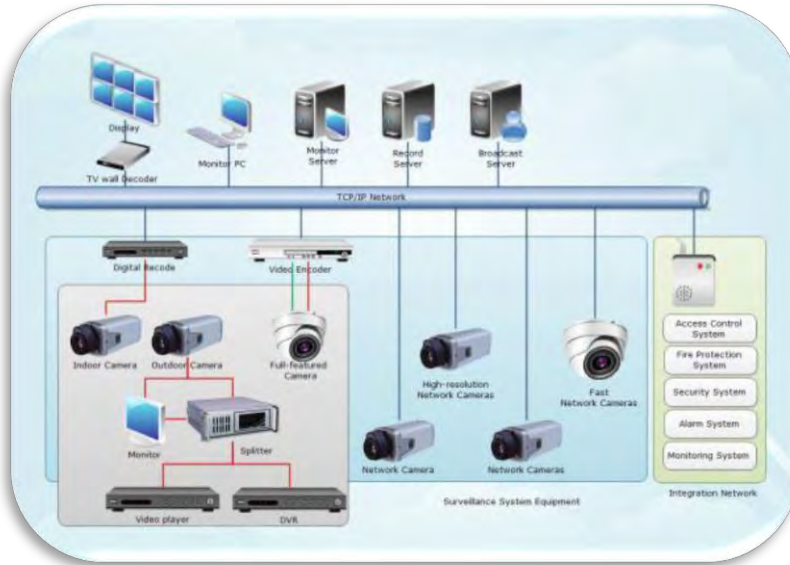 Display
TV wall Decoder
Monitor PC
Monitor
Server
Record
Server
Broadcast
Server
TCP/IP Network
Digital Recode
Video Encoder
Indoor Camera
Outdoor Camera
Full-featured
Camera
High-resolution
Network Cameras
Fast
Network Cameras
Monitor
Splitter
Network Camera
Network Cameras
Video player
DVR
Surveillance System Equipment
Access Control
System
Fire Protection
System
Security System
Alarm System
Monitoring System
Integration Network